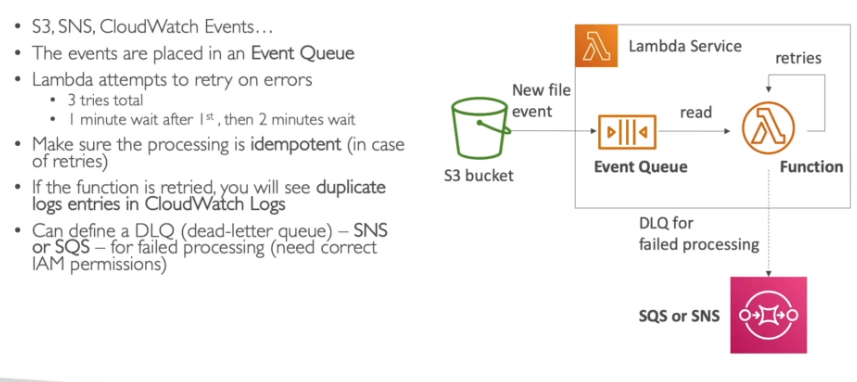 • S3, SNS, CloudWatch Events…
• The events are placed in an Event Queue
• Lambda attempts to retry on errors
• 3 tries total
• 1 minute wait after 1st, then 2 minutes wait
• Make sure the processing is idempotent (in case
of retries)
• If the function is retried, you will see duplicate
logs entries in CloudWatch Logs
• Can define a DLQ (dead-letter queue) – SNS
or SQS – for failed processing (need correct
IAM permissions)
Lambda Service
retries
New file
event
read
S3 bucket
Event Queue
Function
DLQ for
failed processing
SQS or SNS